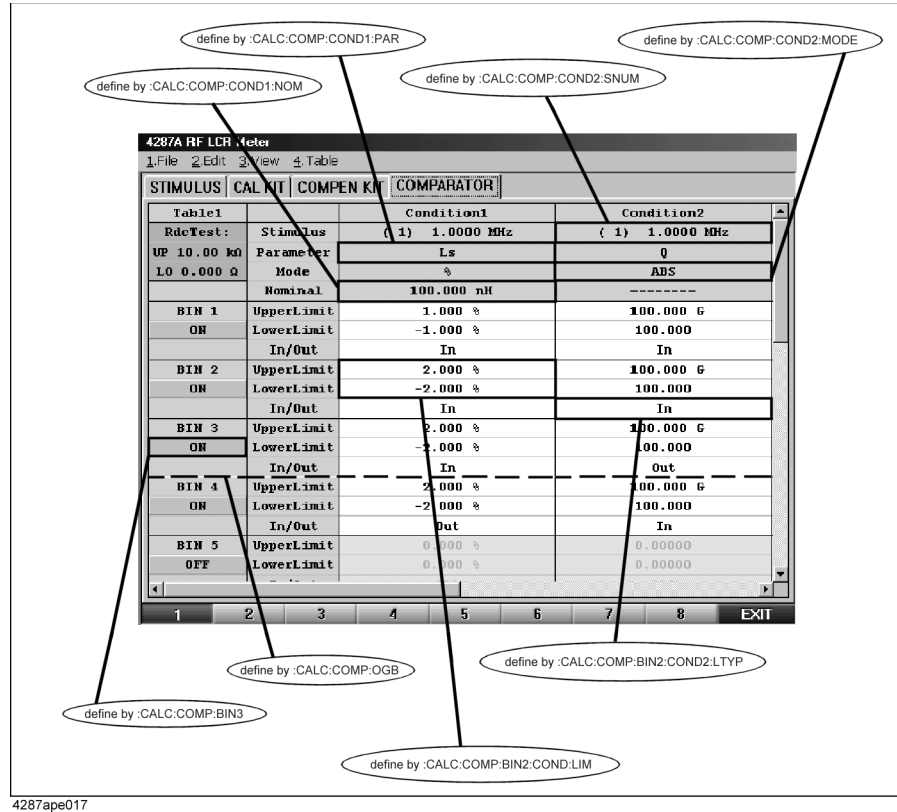 define by :CALC:COMP:COND1:PAR
define by :CALC:COMP:COND2:MODE
define by :CALC:COMP:COND1:NOM
define by :CALC:COMP:COND2:SNUM
4287A RF LCR Meter
1.File 2.Edit 3.View 4.Table
STIMULUS CAL KIT COMPEN KIT COMPARATOR
Table1 Condition1 Condition2
RdcTest: Stimulus ( 1) 1.0000 MHz ( 1) 1.0000 MHz
UP 10.00 kΩ Parameter Ls Q
LO 0.000 Ω Mode % ABS
Nominal 100.000 nH --------
BIN 1 UpperLimit 1.000 % 100.000 G
ON LowerLimit -1.000 % 100.000
In/Out In In
BIN 2 UpperLimit 2.000 % 100.000 G
ON LowerLimit -2.000 % 100.000
In/Out In In
BIN 3 UpperLimit 2.000 % 100.000 G
ON LowerLimit -2.000 % 100.000
In/Out In Out
BIN 4 UpperLimit 2.000 % 100.000 G
ON LowerLimit -2.000 % 100.000
In/Out Out In
BIN 5 UpperLimit 0.000 % 0.00000
OFF LowerLimit 0.000 % 0.00000
1 2 3 4 5 6 7 8 EXIT
define by :CALC:COMP:OGB
define by :CALC:COMP:BIN2:COND2:LTYP
define by :CALC:COMP:BIN3
define by :CALC:COMP:BIN2:COND:LIM
4287ape017